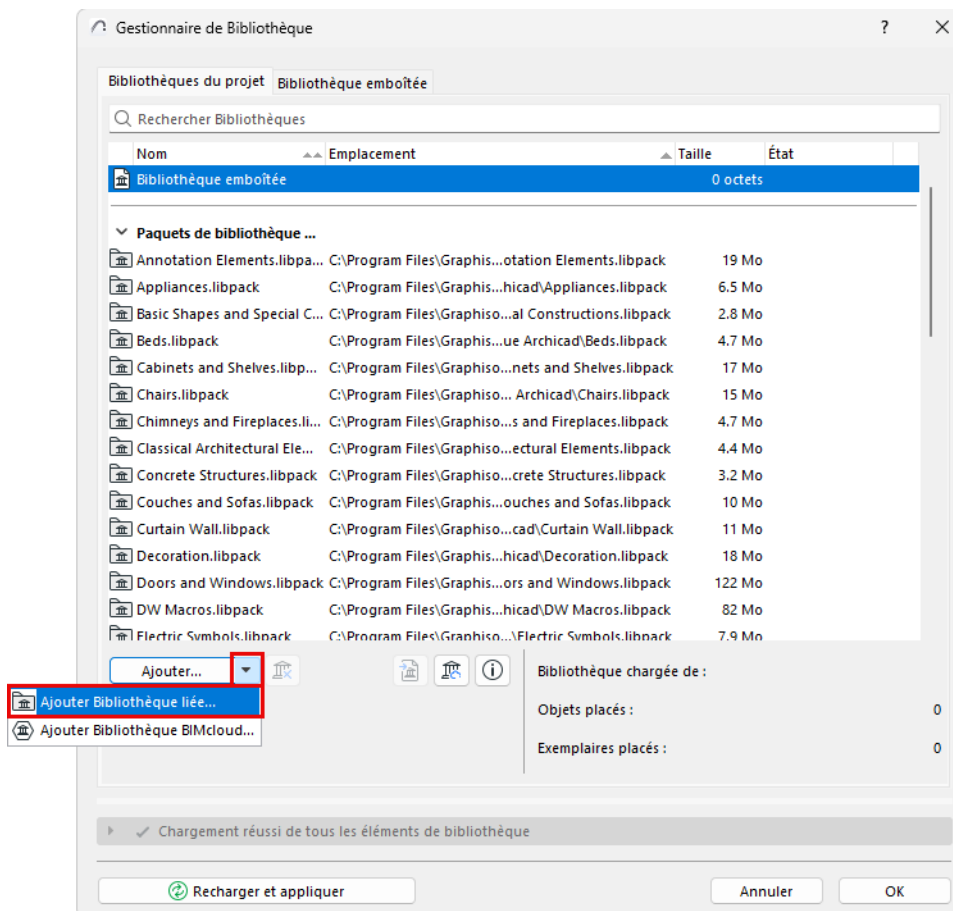 Gestionnaire de Bibliothèque ?
Bibliothèques du projet Bibliothèque emboîtée
Rechercher Bibliothèques
Nom Emplacement Taille État
Bibliothèque emboîtée 0 octets
Paquets de bibliothèque ...
Annotation Elements.libpa... C:\Program Files\Graphis...otation Elements.libpack 19 Mo
Appliances.libpack C:\Program Files\Graphis...hicad\Appliances.libpack 6.5 Mo
Basic Shapes and Special C... C:\Program Files\Graphiso...al Constructions.libpack 2.8 Mo
Beds.libpack C:\Program Files\Graphis...ue Archicad\Beds.libpack 4.7 Mo
Cabinets and Shelves.libp... C:\Program Files\Graphiso...nets and Shelves.libpack 17 Mo
Chairs.libpack C:\Program Files\Graphiso... Archicad\Chairs.libpack 15 Mo
Chimneys and Fireplaces.li... C:\Program Files\Graphiso...s and Fireplaces.libpack 4.7 Mo
Classical Architectural Ele... C:\Program Files\Graphiso...ectural Elements.libpack 4.4 Mo
Concrete Structures.libpack C:\Program Files\Graphiso...crete Structures.libpack 3.2 Mo
Couches and Sofas.libpack C:\Program Files\Graphis...ouches and Sofas.libpack 10 Mo
Curtain Wall.libpack C:\Program Files\Graphiso...cad\Curtain Wall.libpack 11 Mo
Decoration.libpack C:\Program Files\Graphis...hicad\Decoration.libpack 18 Mo
Doors and Windows.libpack C:\Program Files\Graphis...ors and Windows.libpack 122 Mo
DW Macros.libpack C:\Program Files\Graphis...hicad\DW Macros.libpack 82 Mo
Electric Symbols.libpack C:\Program Files\Graphiso...\Electric Symbols.libpack 7.9 Mo
Ajouter... Bibliothèque chargée de :
Ajouter Bibliothèque liée...
Objets placés : 0
Ajouter Bibliothèque BIMcloud...
Exemplaires placés : 0
Chargement réussi de tous les éléments de bibliothèque
Recharger et appliquer Annuler OK